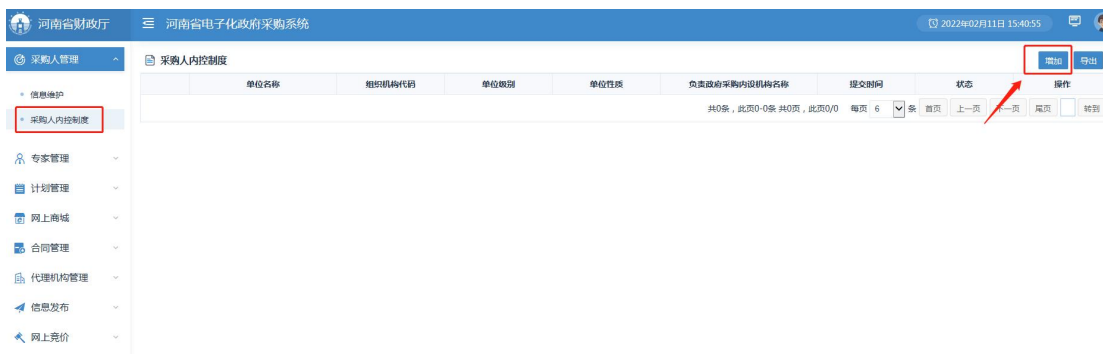 河南省财政厅
河南省电子化政府采购系统
2022年02月11日 15:40:55
采购人管理
信息维护
采购人内控制度
专家管理
计划管理
网上商城
合同管理
代理机构管理
信息发布
网上竞价
采购人内控制度
增加 导出
单位名称 组织机构代码 单位级别 单位性质 负责政府采购内设机构名称 提交时间 状态 操作
共0条，此页0-0条 共0页，此页0/0 每页 6 条 首页 上一页 下一页 尾页 转到